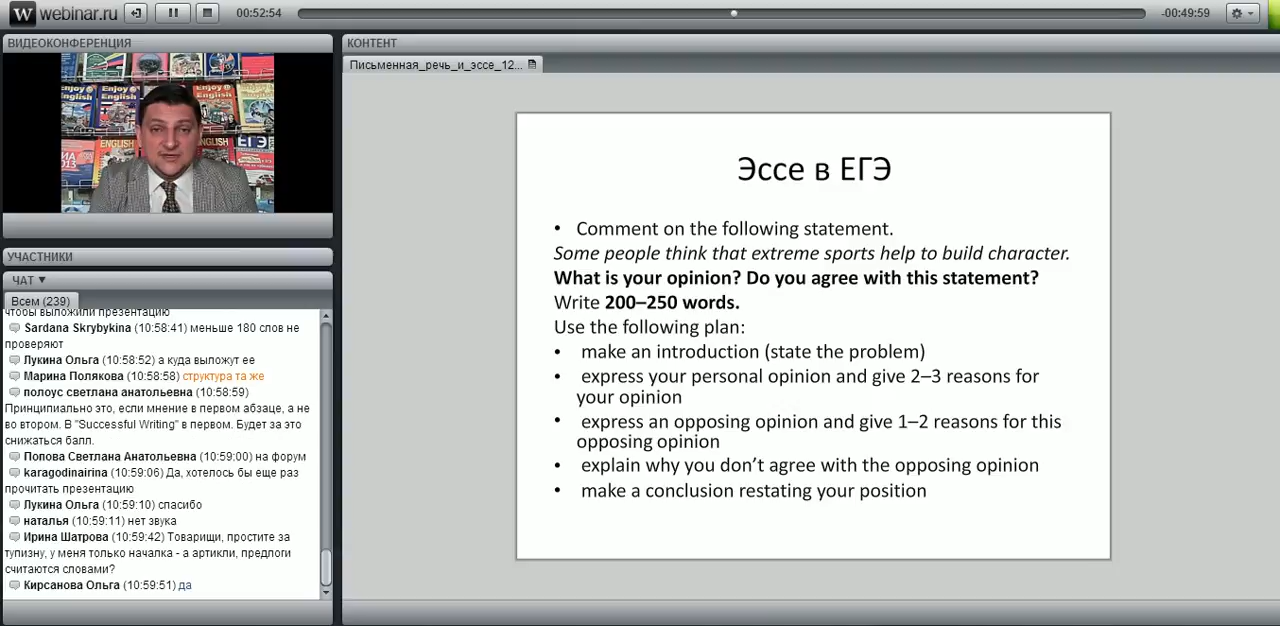 W webinar.ru
00:52:54
-00:49:59
ВИДЕОКОНФЕРЕНЦИЯ
Enjoy English
Enjoy English
ENGLISH
ЕГЭ
2013
УЧАСТНИКИ
ЧАТ ▼
Всем (239)
чтобы выложили презентацию
Sardana Skrybykina (10:58:41) меньше 180 слов не
проверяют
Лукина Ольга (10:58:52) а куда выложут ее
Марина Полякова (10:58:58) структура та же
полоус светлана анатольевна (10:58:59)
Принципиально это, если мнение в первом абзаце, а не
во втором. В "Successful Writing" в первом. Будет за это
снижаться балл.
Попова Светлана Анатольевна (10:59:00) на форум
karagodinairina (10:59:06) Да, хотелось бы еще раз
прочитать презентацию
Лукина Ольга (10:59:10) спасибо
наталья (10:59:11) нет звука
Ирина Шатрова (10:59:42) Товарищи, простите за
тупизну, у меня только началка - а артикли, предлоги
считаются словами?
Кирсанова Ольга (10:59:51) да
КОНТЕНТ
Письменная_речь_и_эссе_12...
Эссе в ЕГЭ
• Comment on the following statement.
Some people think that extreme sports help to build character.
What is your opinion? Do you agree with this statement?
Write 200–250 words.
Use the following plan:
• make an introduction (state the problem)
• express your personal opinion and give 2–3 reasons for
your opinion
• express an opposing opinion and give 1–2 reasons for this
opposing opinion
• explain why you don’t agree with the opposing opinion
• make a conclusion restating your position